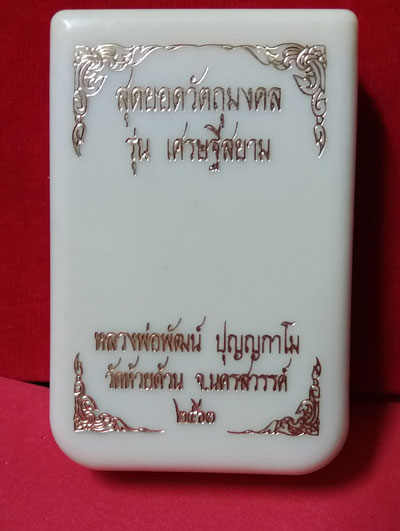 สุดยอดวัตถุมงคล
รุ่น เศรษฐีสยาม
หลวงพ่อพัฒน์ ปุญญกาโม
วัดห้วยด้วน จ.นครสวรรค์
๒๕๖๓